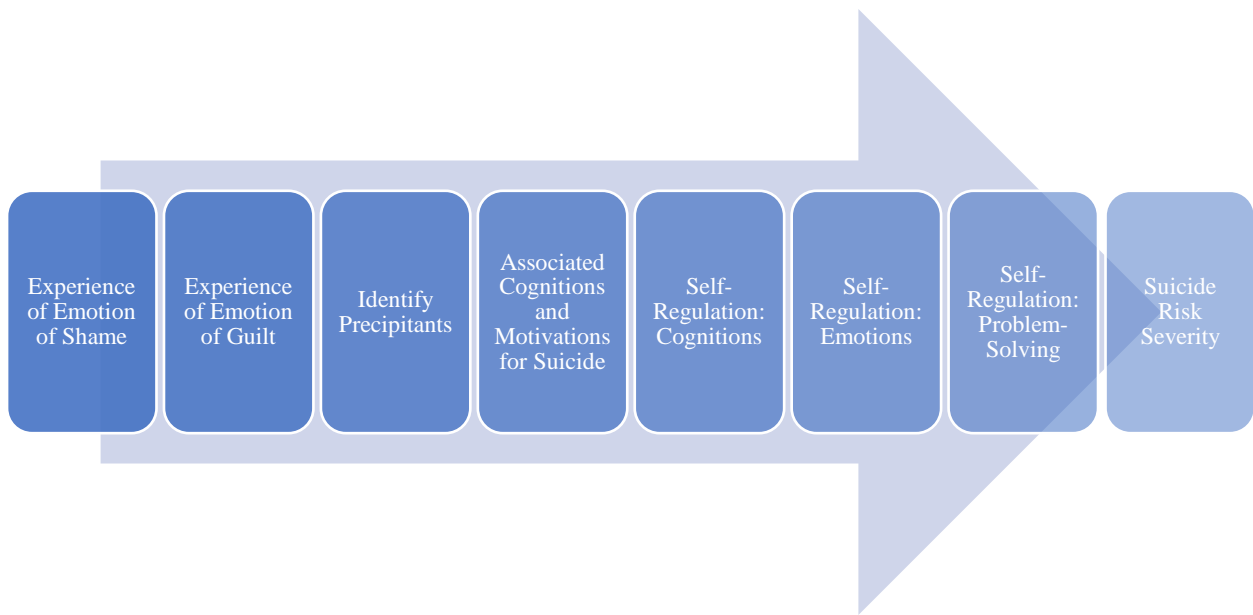 Experience
of Emotion
of Shame
Experience
of Emotion
of Guilt
Identify
Precipitants
Associated
Cognitions
and
Motivations
for Suicide
Self-
Regulation:
Cognitions
Self-
Regulation:
Emotions
Self-
Regulation:
Problem-
Solving
Suicide
Risk
Severity